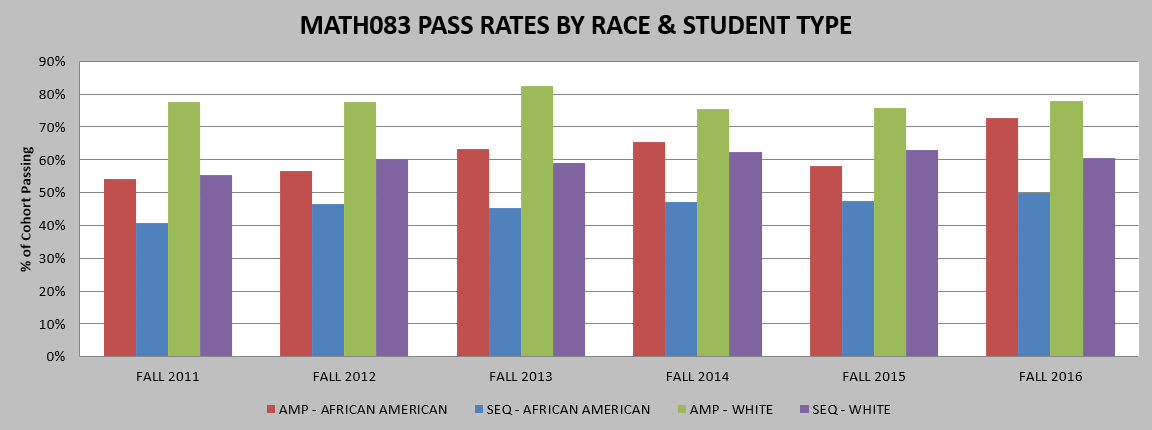 MATH083 PASS RATES BY RACE & STUDENT TYPE
% of Cohort Passing
90%
80%
70%
60%
50%
40%
30%
20%
10%
0%
FALL 2011 FALL 2012 FALL 2013 FALL 2014 FALL 2015 FALL 2016
AMP - AFRICAN AMERICAN SEQ - AFRICAN AMERICAN AMP - WHITE SEQ - WHITE